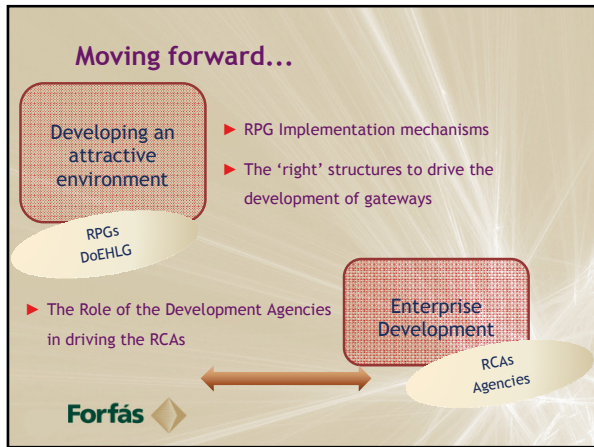 Moving forward...
Developing an
attractive
environment
RPGs
DoEHLG
► RPG Implementation mechanisms
► The ‘right’ structures to drive the
development of gateways
► The Role of the Development Agencies
in driving the RCAs
Enterprise
Development
RCAs
Agencies
Forfás